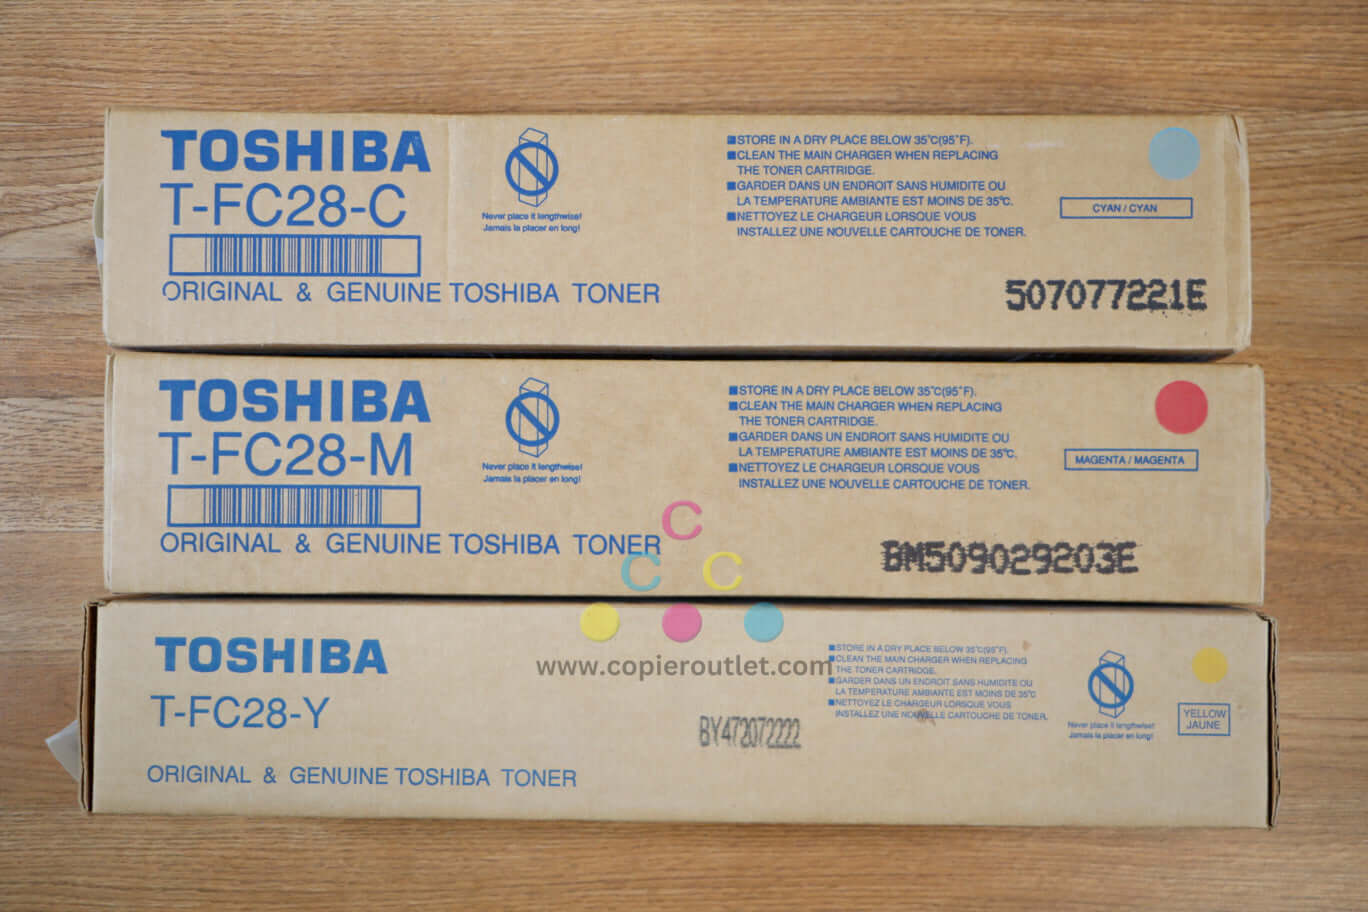 TOSHIBA
T-FC28-C
ORIGINAL & GENUINE TOSHIBA TONER
Never place it lengthwise!
Jamais la placer en long!
■STORE IN A DRY PLACE BELOW 35°C(95°F).
■CLEAN THE MAIN CHARGER WHEN REPLACING
THE TONER CARTRIDGE.
■GARDER DANS UN ENDROIT SANS HUMIDITE OU
LA TEMPERATURE AMBIANTE EST MOINS DE 35°C.
■NETTOYEZ LE CHARGEUR LORSQUE VOUS
INSTALLEZ UNE NOUVELLE CARTOUCHE DE TONER.
CYAN / CYAN
507077221E
TOSHIBA
T-FC28-M
ORIGINAL & GENUINE TOSHIBA TONER
Never place it lengthwise!
Jamais la placer en long!
■STORE IN A DRY PLACE BELOW 35°C(95°F).
■CLEAN THE MAIN CHARGER WHEN REPLACING
THE TONER CARTRIDGE.
■GARDER DANS UN ENDROIT SANS HUMIDITE OU
LA TEMPERATURE AMBIANTE EST MOINS DE 35°C.
■NETTOYEZ LE CHARGEUR LORSQUE VOUS
INSTALLEZ UNE NOUVELLE CARTOUCHE DE TONER.
MAGENTA / MAGENTA
BM509029203E
C
C C
www.copieroutlet.com
TOSHIBA
T-FC28-Y
ORIGINAL & GENUINE TOSHIBA TONER
BY472072222
■STORE IN A DRY PLACE BELOW 35°C(95°F).
■CLEAN THE MAIN CHARGER WHEN REPLACING
THE TONER CARTRIDGE.
■GARDER DANS UN ENDROIT SANS HUMIDITE OU
LA TEMPERATURE AMBIANTE EST MOINS DE 35°C
■NETTOYEZ LE CHARGEUR LORSQUE VOUS
INSTALLEZ UNE NOUVELLE CARTOUCHE DE TONER.
Never place it lengthwise!
Jamais la placer en long!
YELLOW
JAUNE